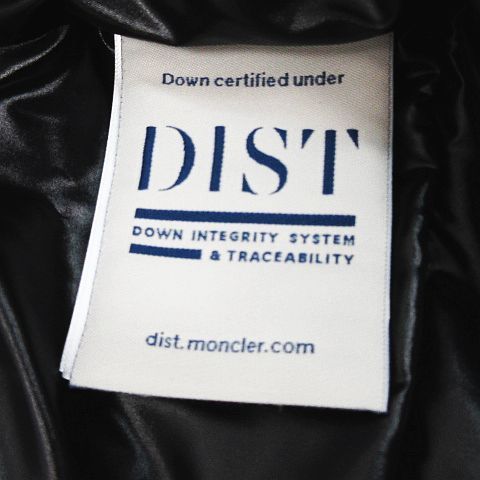 Down certified under
DIST
DOWN INTEGRITY SYSTEM
& TRACEABILITY
dist.moncler.com